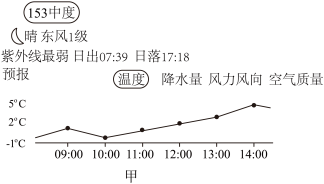 153中度
晴 东风1级
紫外线最弱 日出07:39 日落17:18
预报
温度 降水量 风力风向 空气质量
5°C
2°C
-1°C
09:00 10:00 11:00 12:00 13:00 14:00
甲